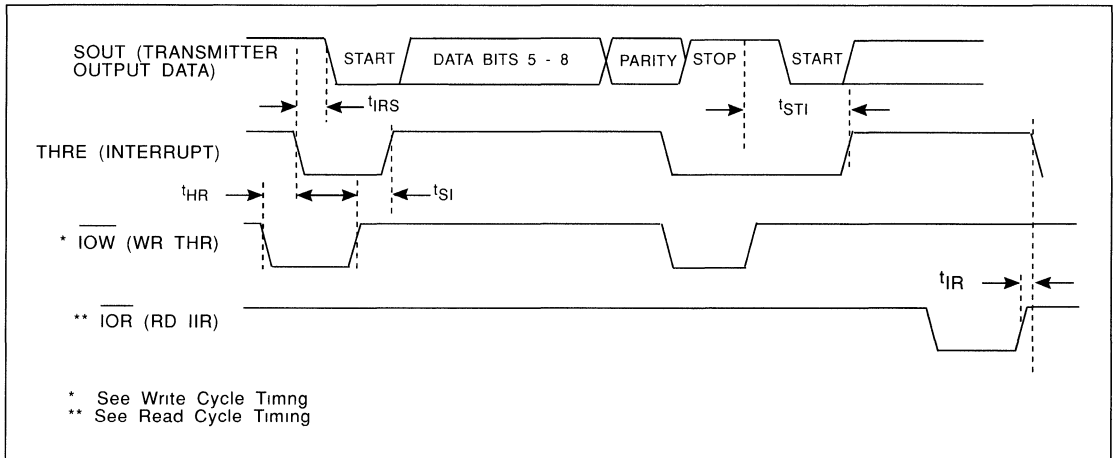 SOUT (TRANSMITTER
OUTPUT DATA)
START
DATA BITS 5 - 8
PARITY
STOP
START
tIRS
tSTI
THRE (INTERRUPT)
tHR
tSI
* IOW (WR THR)
tIR
** IOR (RD IIR)
* See Write Cycle Timng
** See Read Cycle Timing